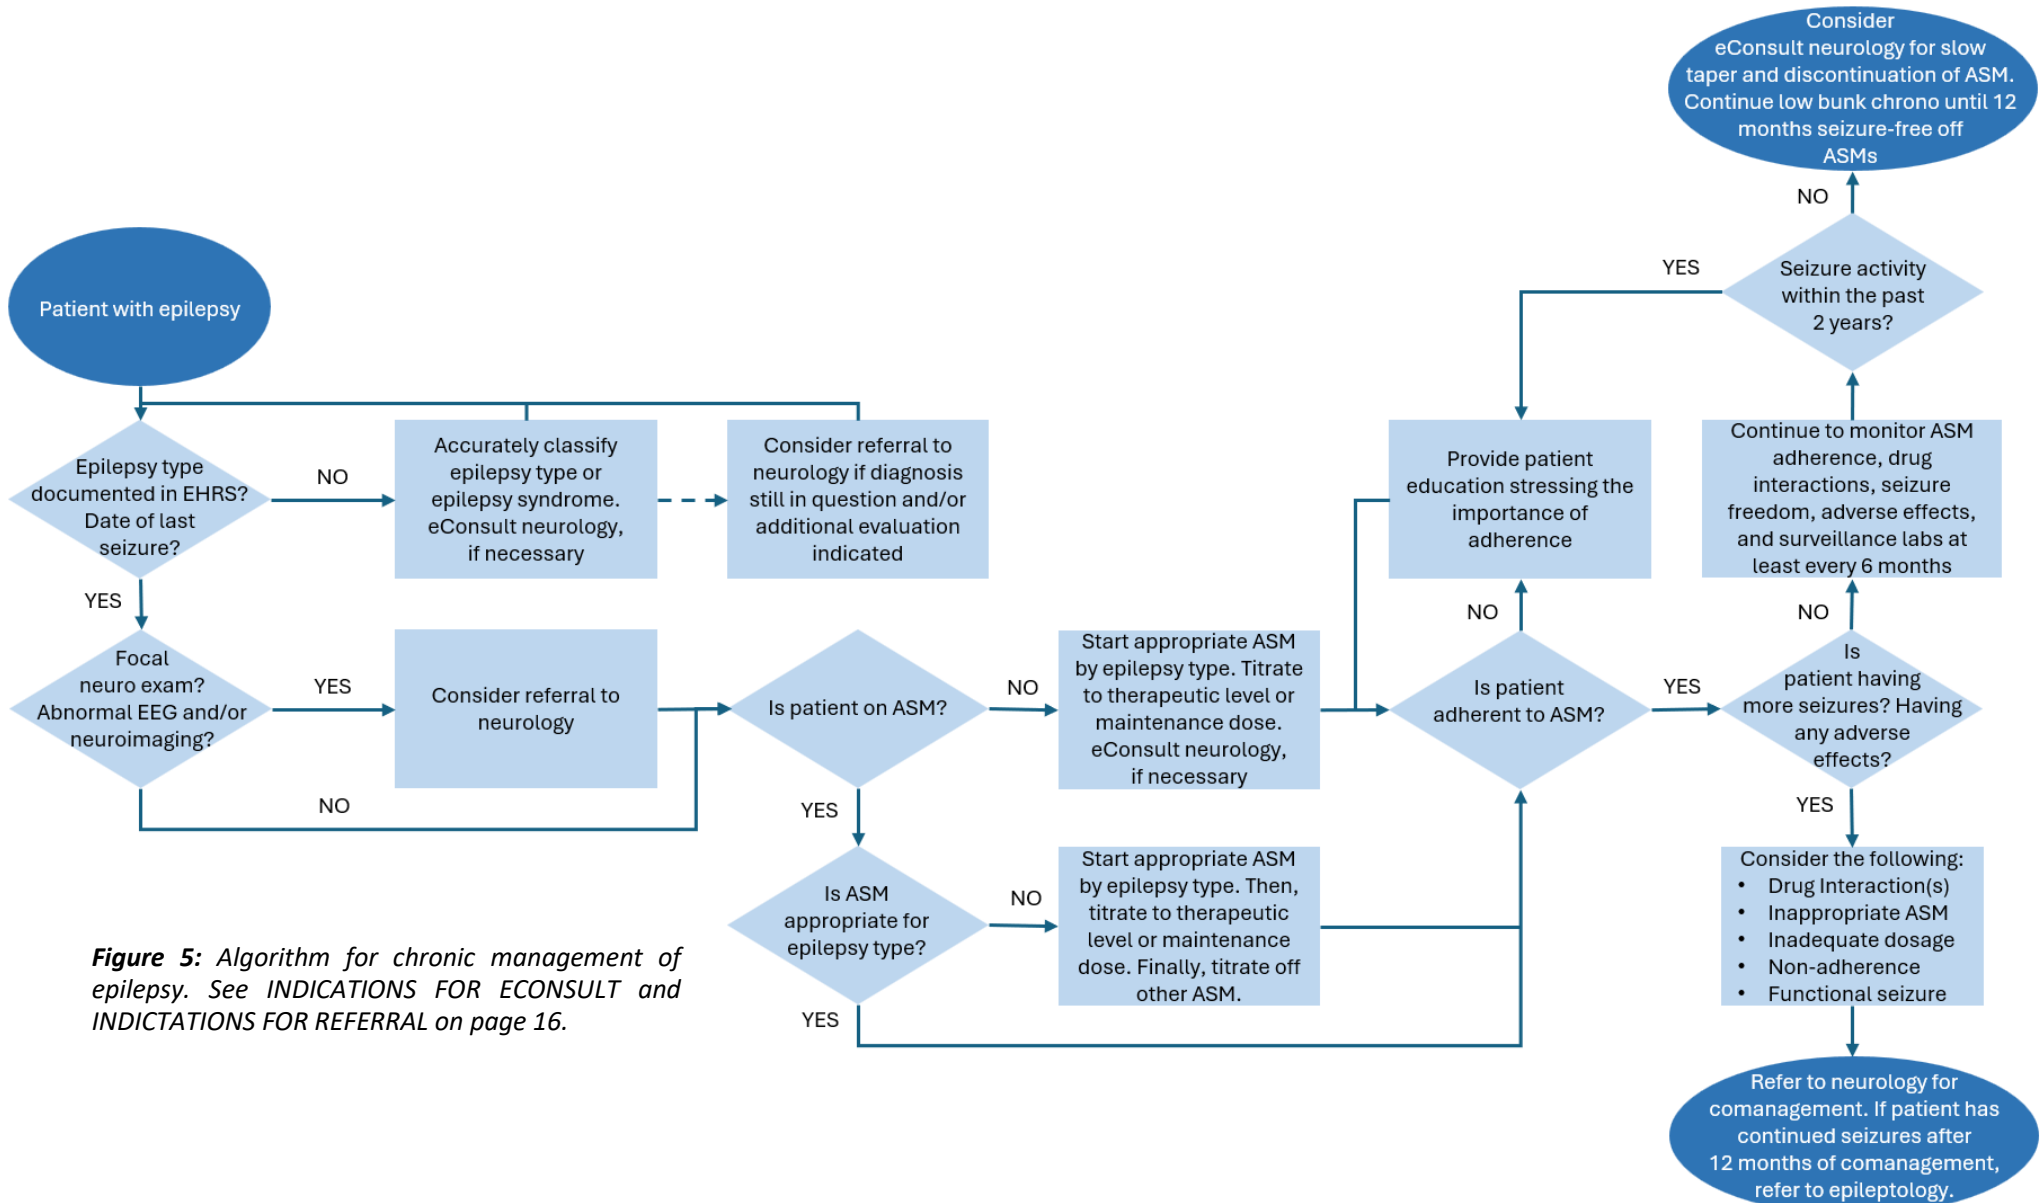 Consider
eConsult neurology for slow
taper and discontinuation of ASM.
Continue low bunk chrono until 12
months seizure-free off
ASMs
NO
Seizure activity
within the past
2 years?
YES
Patient with epilepsy
Epilepsy type
documented in EHRS?
Date of last
seizure?
NO
Accurately classify
epilepsy type or
epilepsy syndrome.
eConsult neurology,
if necessary
Consider referral to
neurology if diagnosis
still in question and/or
additional evaluation
indicated
Provide patient
education stressing the
importance of
adherence
Continue to monitor ASM
adherence, drug
interactions, seizure
freedom, adverse effects,
and surveillance labs at
least every 6 months
YES
NO
NO
Focal
neuro exam?
Abnormal EEG and/or
neuroimaging?
YES
Consider referral to
neurology
Is patient on ASM?
NO
Start appropriate ASM
by epilepsy type. Titrate
to therapeutic level or
maintenance dose.
eConsult neurology,
if necessary
Is patient
adherent to ASM?
YES
Is
patient having
more seizures? Having
any adverse
effects?
NO
YES
YES
Is ASM
appropriate for
epilepsy type?
NO
Start appropriate ASM
by epilepsy type. Then,
titrate to therapeutic
level or maintenance
dose. Finally, titrate off
other ASM.
YES
Consider the following:
• Drug Interaction(s)
• Inappropriate ASM
• Inadequate dosage
• Non-adherence
• Functional seizure
Figure 5: Algorithm for chronic management of
epilepsy. See INDICATIONS FOR ECONSULT and
INDICTATIONS FOR REFERRAL on page 16.
Refer to neurology for
comanagement. If patient has
continued seizures after
12 months of comanagement,
refer to epileptology.